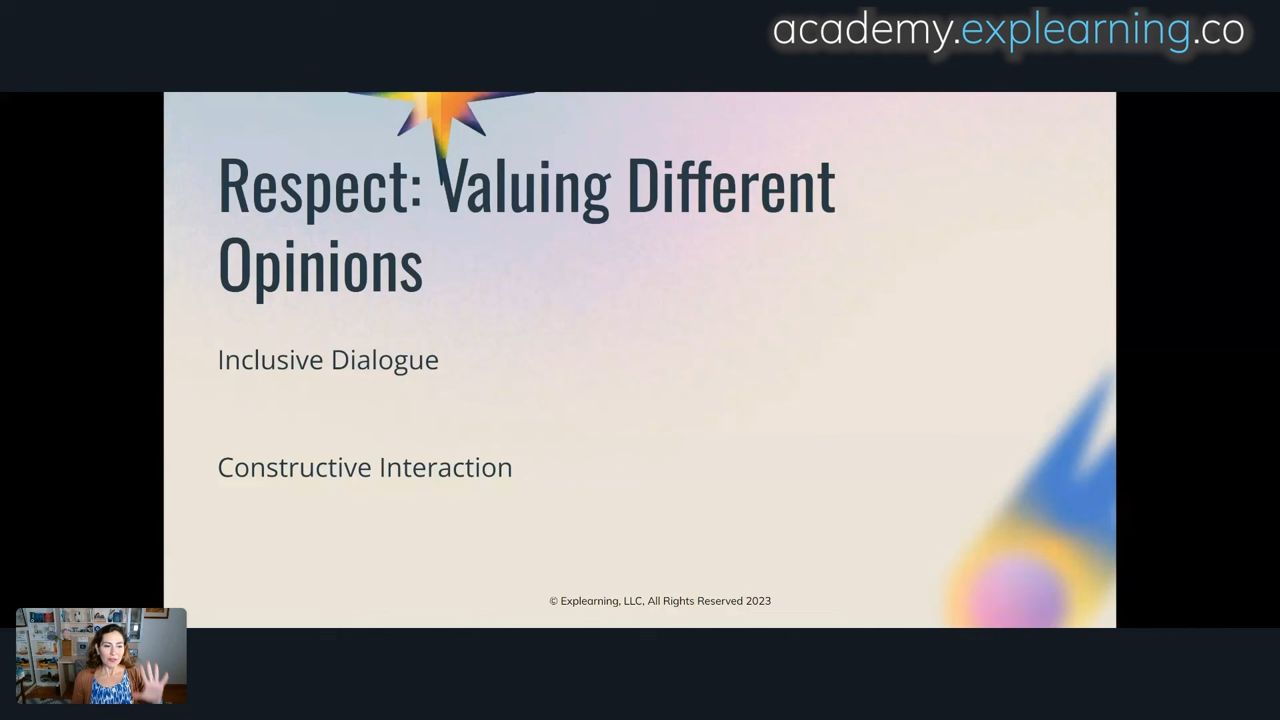 academy.explearning.co
Respect: Valuing Different
Opinions
Inclusive Dialogue
Constructive Interaction
© Explearning, LLC, All Rights Reserved 2023